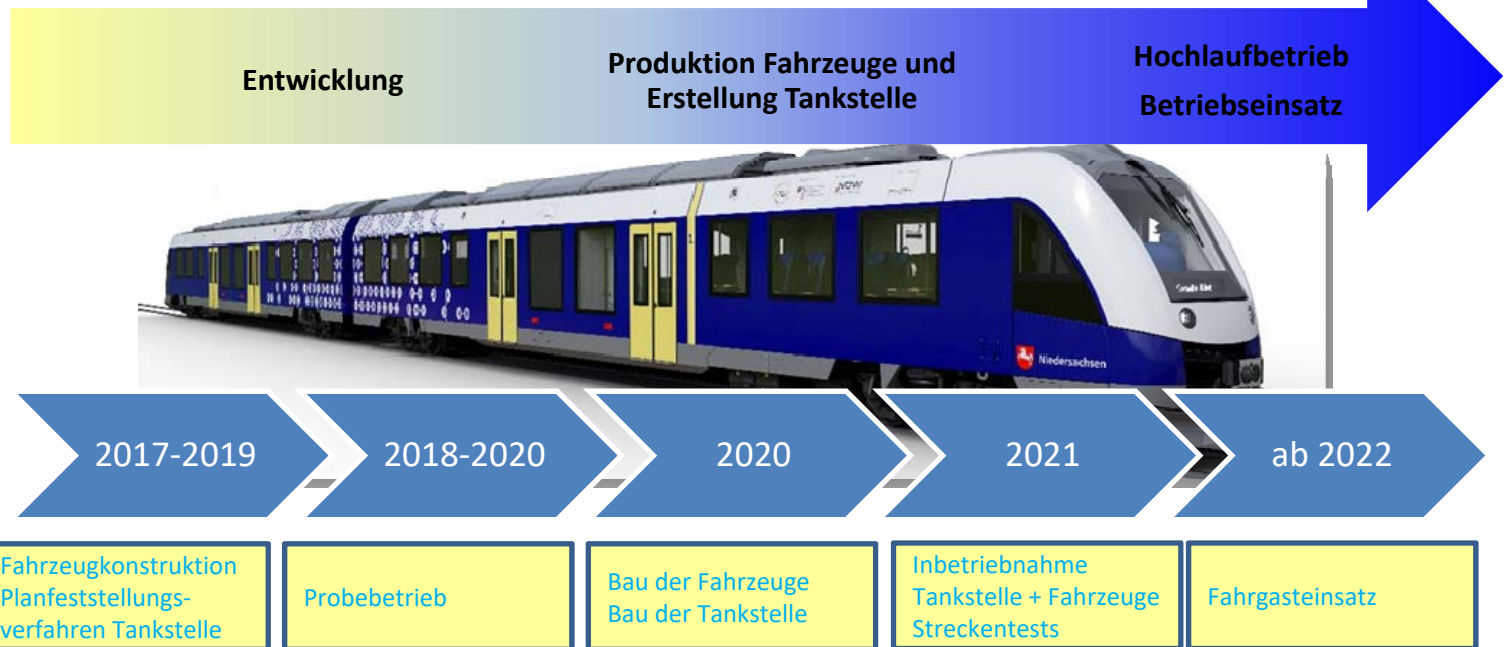 Entwicklung
Produktion Fahrzeuge und
Erstellung Tankstelle
Hochlaufbetrieb
Betriebseinsatz
1
Niedersachsen
2017-2019
2018-2020
2020
2021
ab 2022
Fahrzeugkonstruktion
Planfeststellungs-
verfahren Tankstelle
Probebetrieb
Bau der Fahrzeuge
Bau der Tankstelle
Inbetriebnahme
Tankstelle + Fahrzeuge
Streckentests
Fahrgasteinsatz